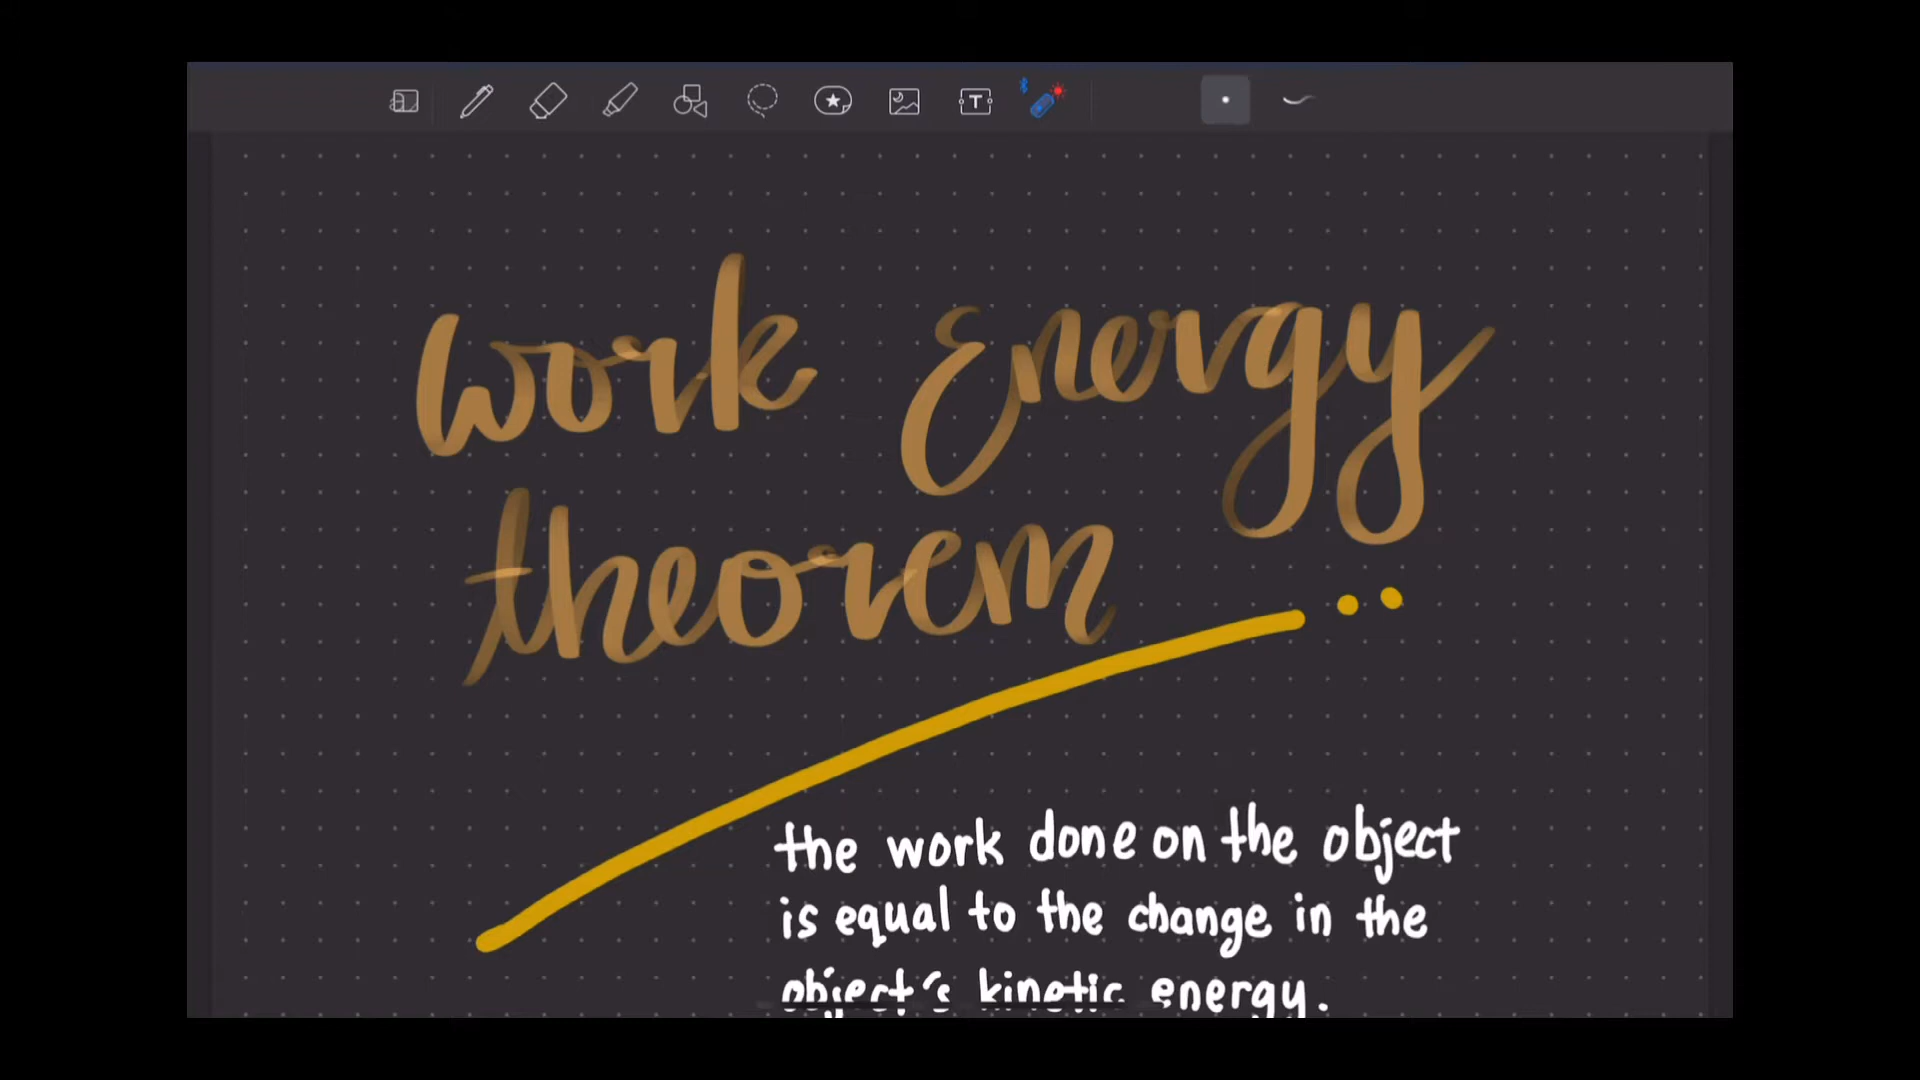 work Energy
theorem
the work done on the object
is equal to the change in the
object's kinetic energy.